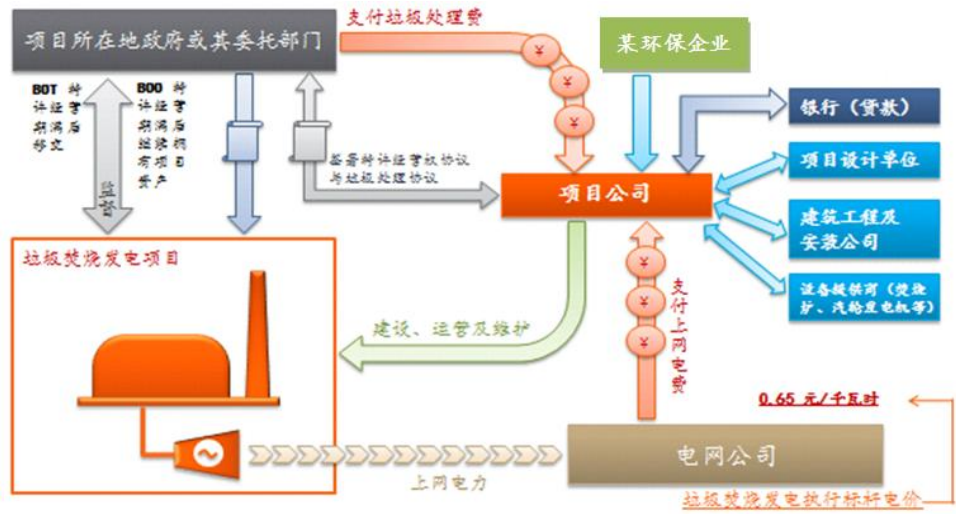 项目所在地政府或其委托部门
支付垃圾处理费
某环保企业
BOT 特
许经营
期满后
移交
BOO 特
许经营
期满后
继续拥
有项目
资产
监督
签署特许经营权协议
与垃圾处理协议
¥
¥
¥
银行（贷款）
项目设计单位
建筑工程及
安装公司
设备提供商（焚烧
炉、汽轮发电机等）
项目公司
垃圾焚烧发电项目
建设、运营及维护
¥
¥
¥
支付上网电费
0.65 元/千瓦时
上网电力
电网公司
垃圾焚烧发电执行标杆电价